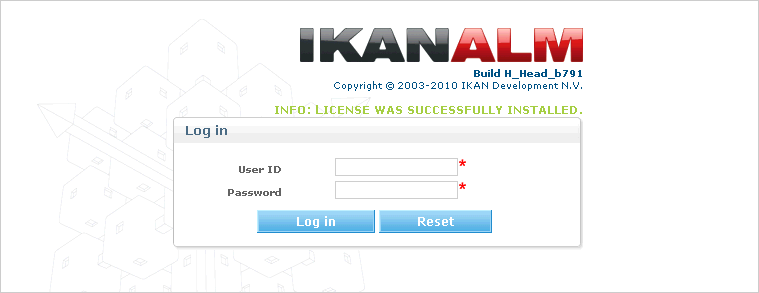 IKANALM
Build H_Head_b791
Copyright © 2003-2010 IKAN Development N.V.
INFO: LICENSE WAS SUCCESSFULLY INSTALLED.
Log in
User ID *
Password *
Log in Reset